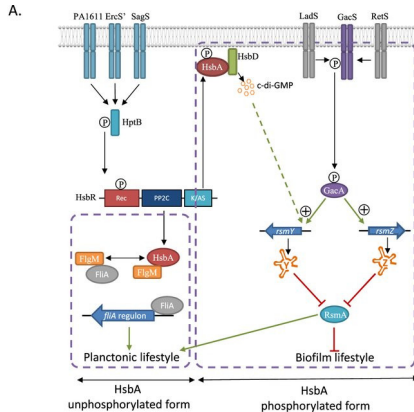 A.
PA1611 ErcS' SagS
LadS GacS RetS
P
HsbA
HsbD
c-di-GMP
P
P
HptB
P
GacA
P
HsbR Rec PP2C K/AS
rsmY
rsmZ
FlgM
FliA
HsbA
FlgM
Y
Z
FliA
fliA regulon
RsmA
Planctonic lifestyle
Biofilm lifestyle
HsbA
unphosphorylated form
HsbA
phosphorylated form